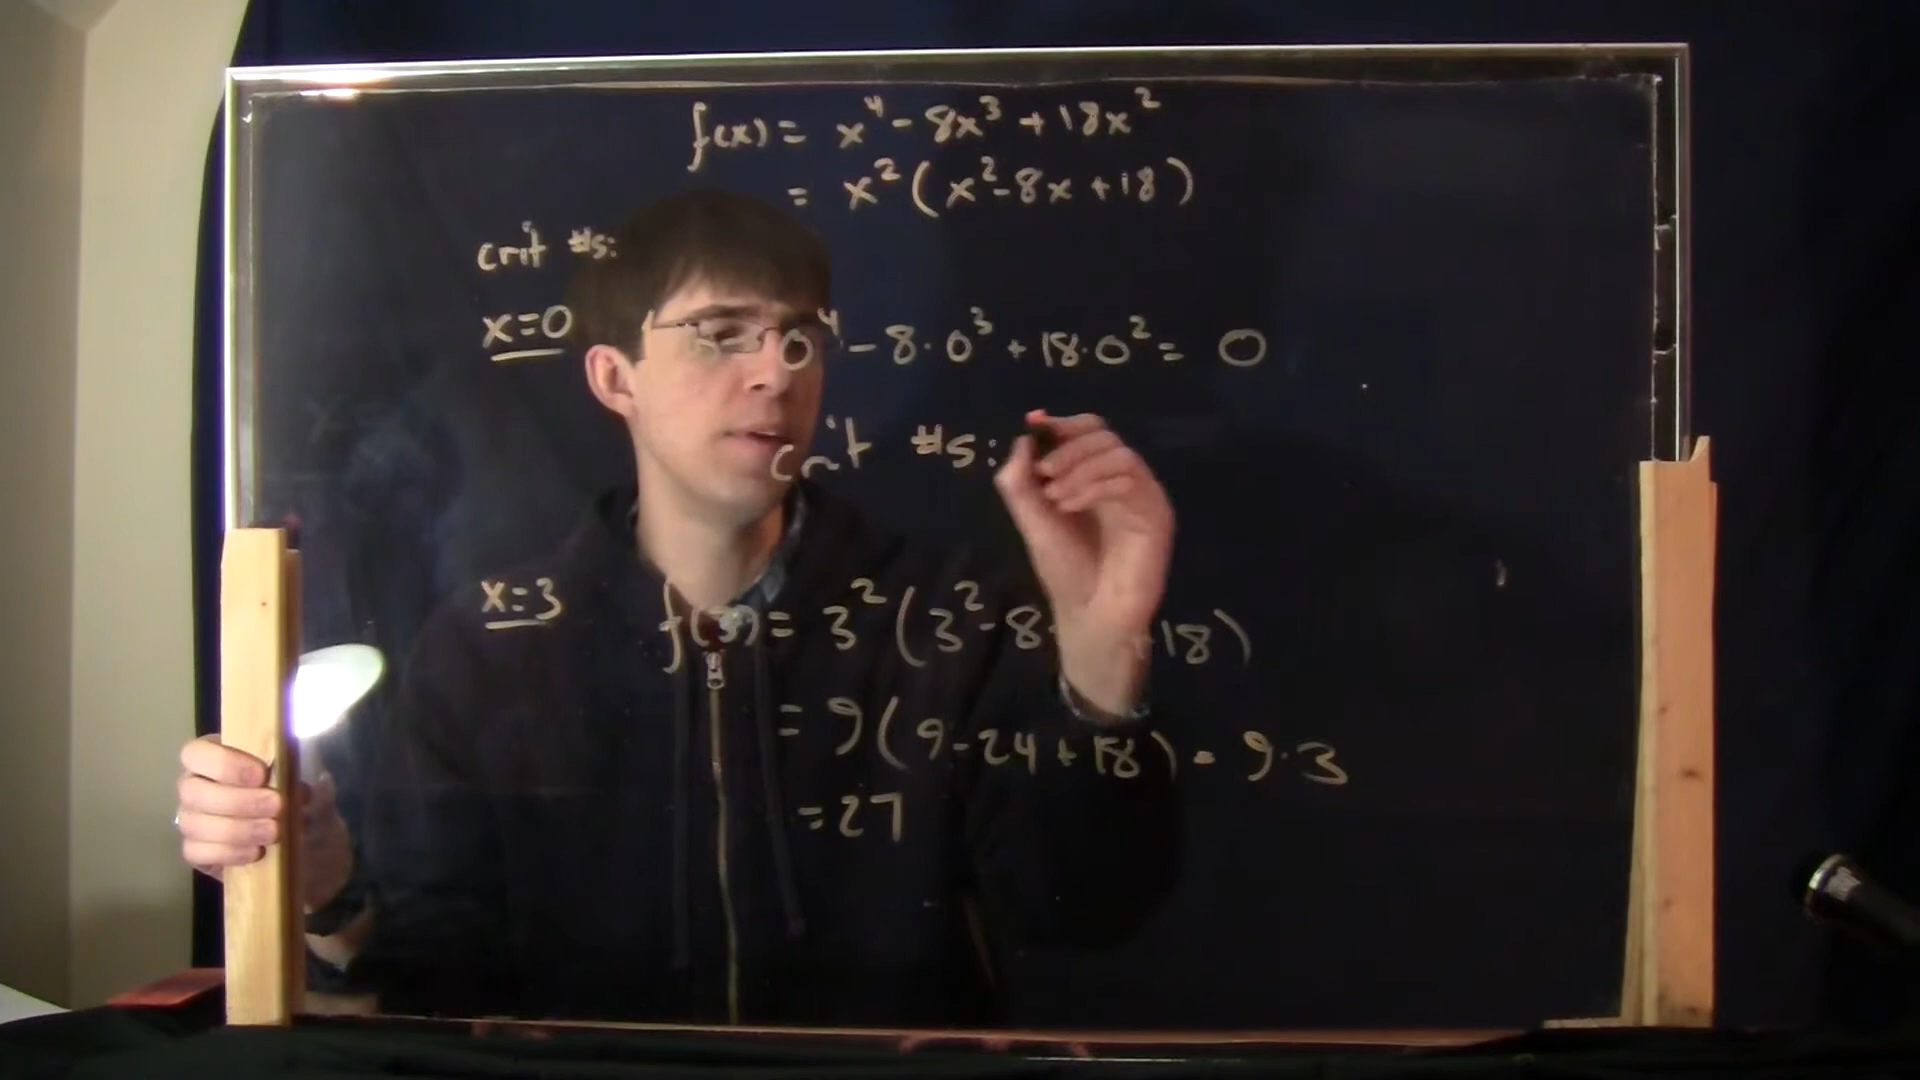 f(x) = x⁴ - 8x³ + 18x²
= x² (x² - 8x + 18)
crit #s:
x=0 0⁴ - 8·0³ + 18·0² = 0
crit #s:
x=3 f(3) = 3² (3² - 8· +18)
= 9 (9 - 24 + 18) = 9·3
= 27